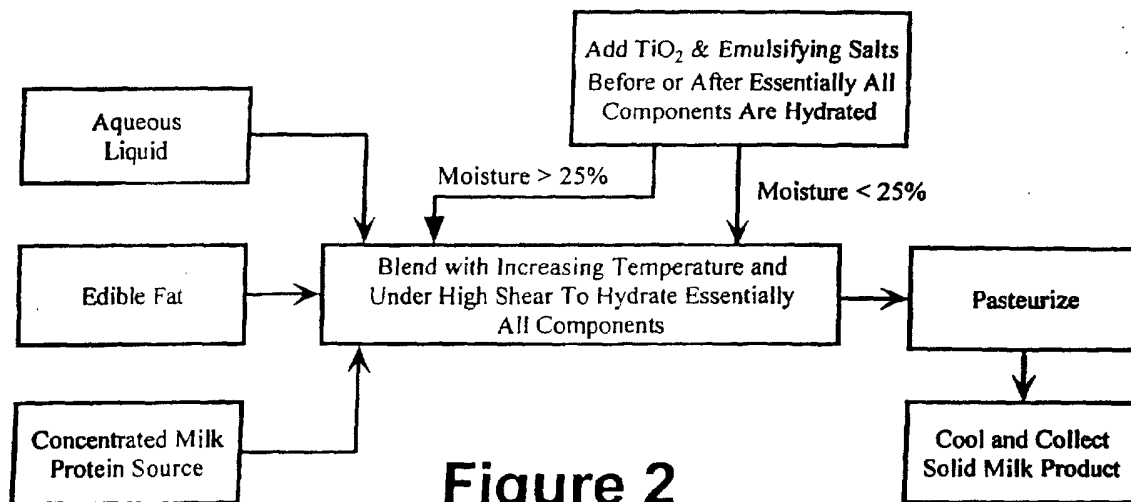 Add TiO₂ & Emulsifying Salts
Before or After Essentially All
Components Are Hydrated
Aqueous
Liquid
Moisture > 25%
Moisture < 25%
Edible Fat
Blend with Increasing Temperature and
Under High Shear To Hydrate Essentially
All Components
Pasteurize
Concentrated Milk
Protein Source
Cool and Collect
Solid Milk Product
Figure 2